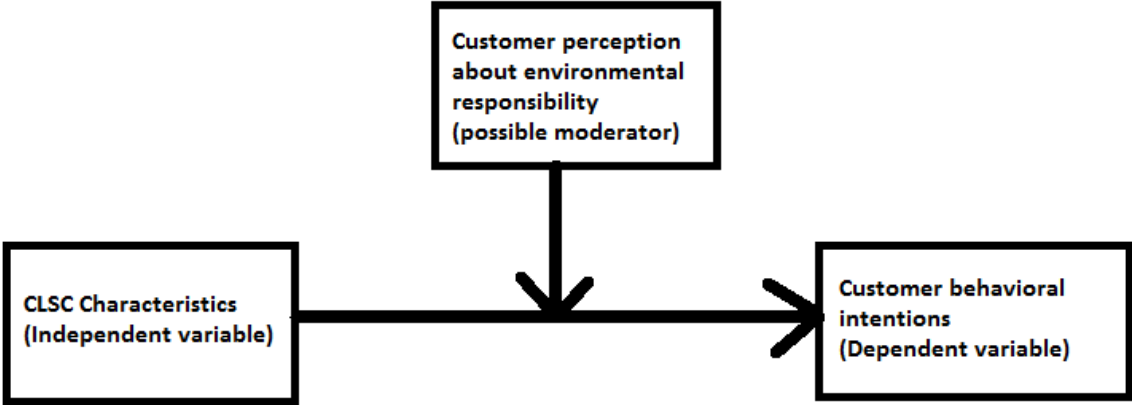 Customer perception
about environmental
responsibility
(possible moderator)
CLSC Characteristics
(Independent variable)
Customer behavioral
intentions
(Dependent variable)